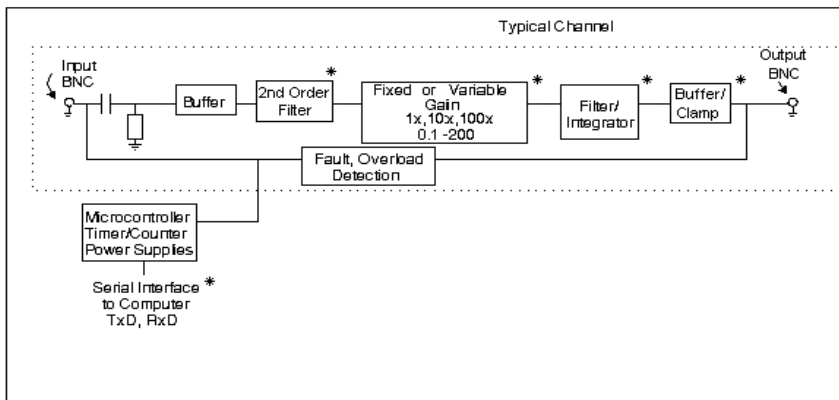 Typical Channel
Input
BNC
Buffer
2nd Order
Filter
*
Fixed or Variable
Gain
1x,10x,100x
0.1 -200
*
Filter/
Integrator
*
Buffer/
Clamp
*
Output
BNC
Fault, Overload
Detection
Microcontroller
Timer/Counter
Power Supplies
Serial Interface *
to Computer
TxD, RxD